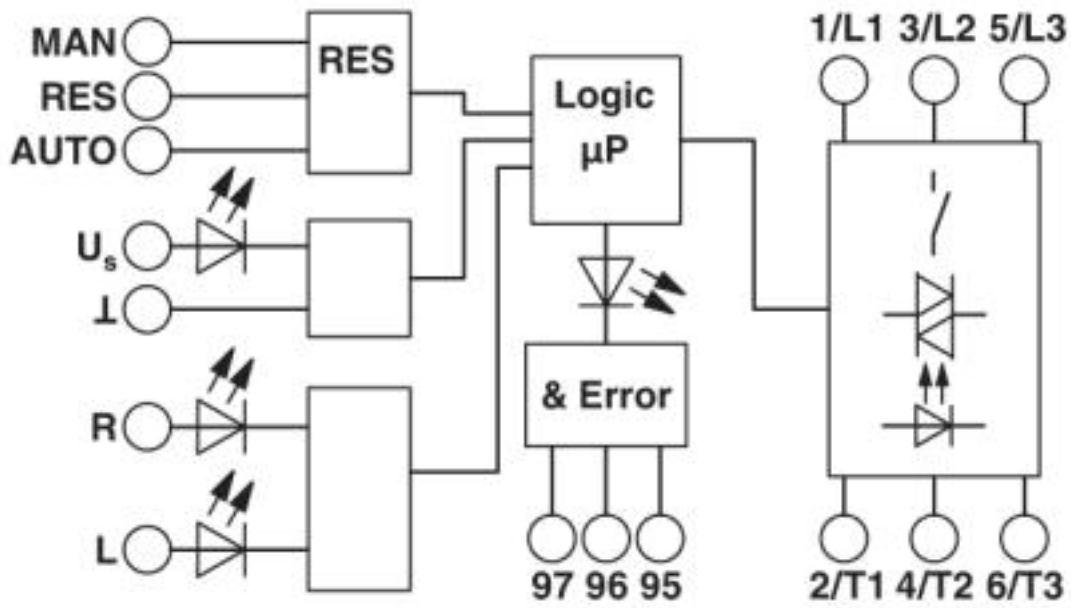 MAN
RES
AUTO
RES
Us
⊥
R
L
Logic
µP
& Error
97 96 95
1/L1 3/L2 5/L3
2/T1 4/T2 6/T3